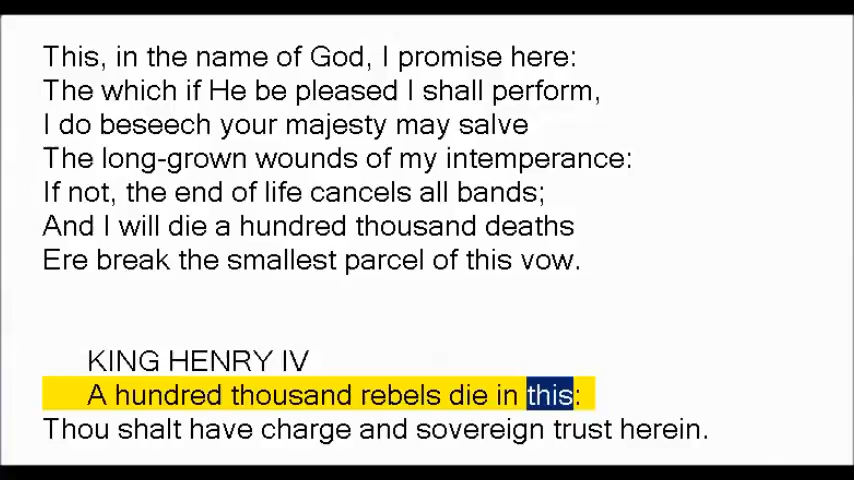 This, in the name of God, I promise here:
The which if He be pleased I shall perform,
I do beseech your majesty may salve
The long-grown wounds of my intemperance:
If not, the end of life cancels all bands;
And I will die a hundred thousand deaths
Ere break the smallest parcel of this vow.
KING HENRY IV
A hundred thousand rebels die in this:
Thou shalt have charge and sovereign trust herein.